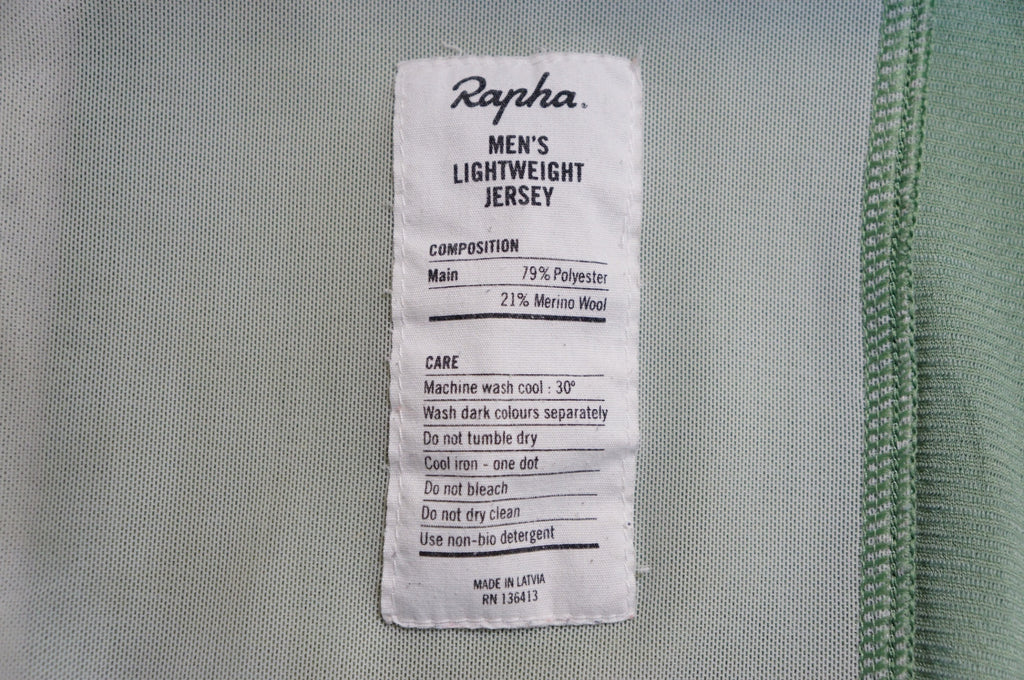 Rapha.
MEN'S
LIGHTWEIGHT
JERSEY
COMPOSITION
Main 79% Polyester
21% Merino Wool
CARE
Machine wash cool : 30°
Wash dark colours separately
Do not tumble dry
Cool iron - one dot
Do not bleach
Do not dry clean
Use non-bio detergent
MADE IN LATVIA
RN 136413